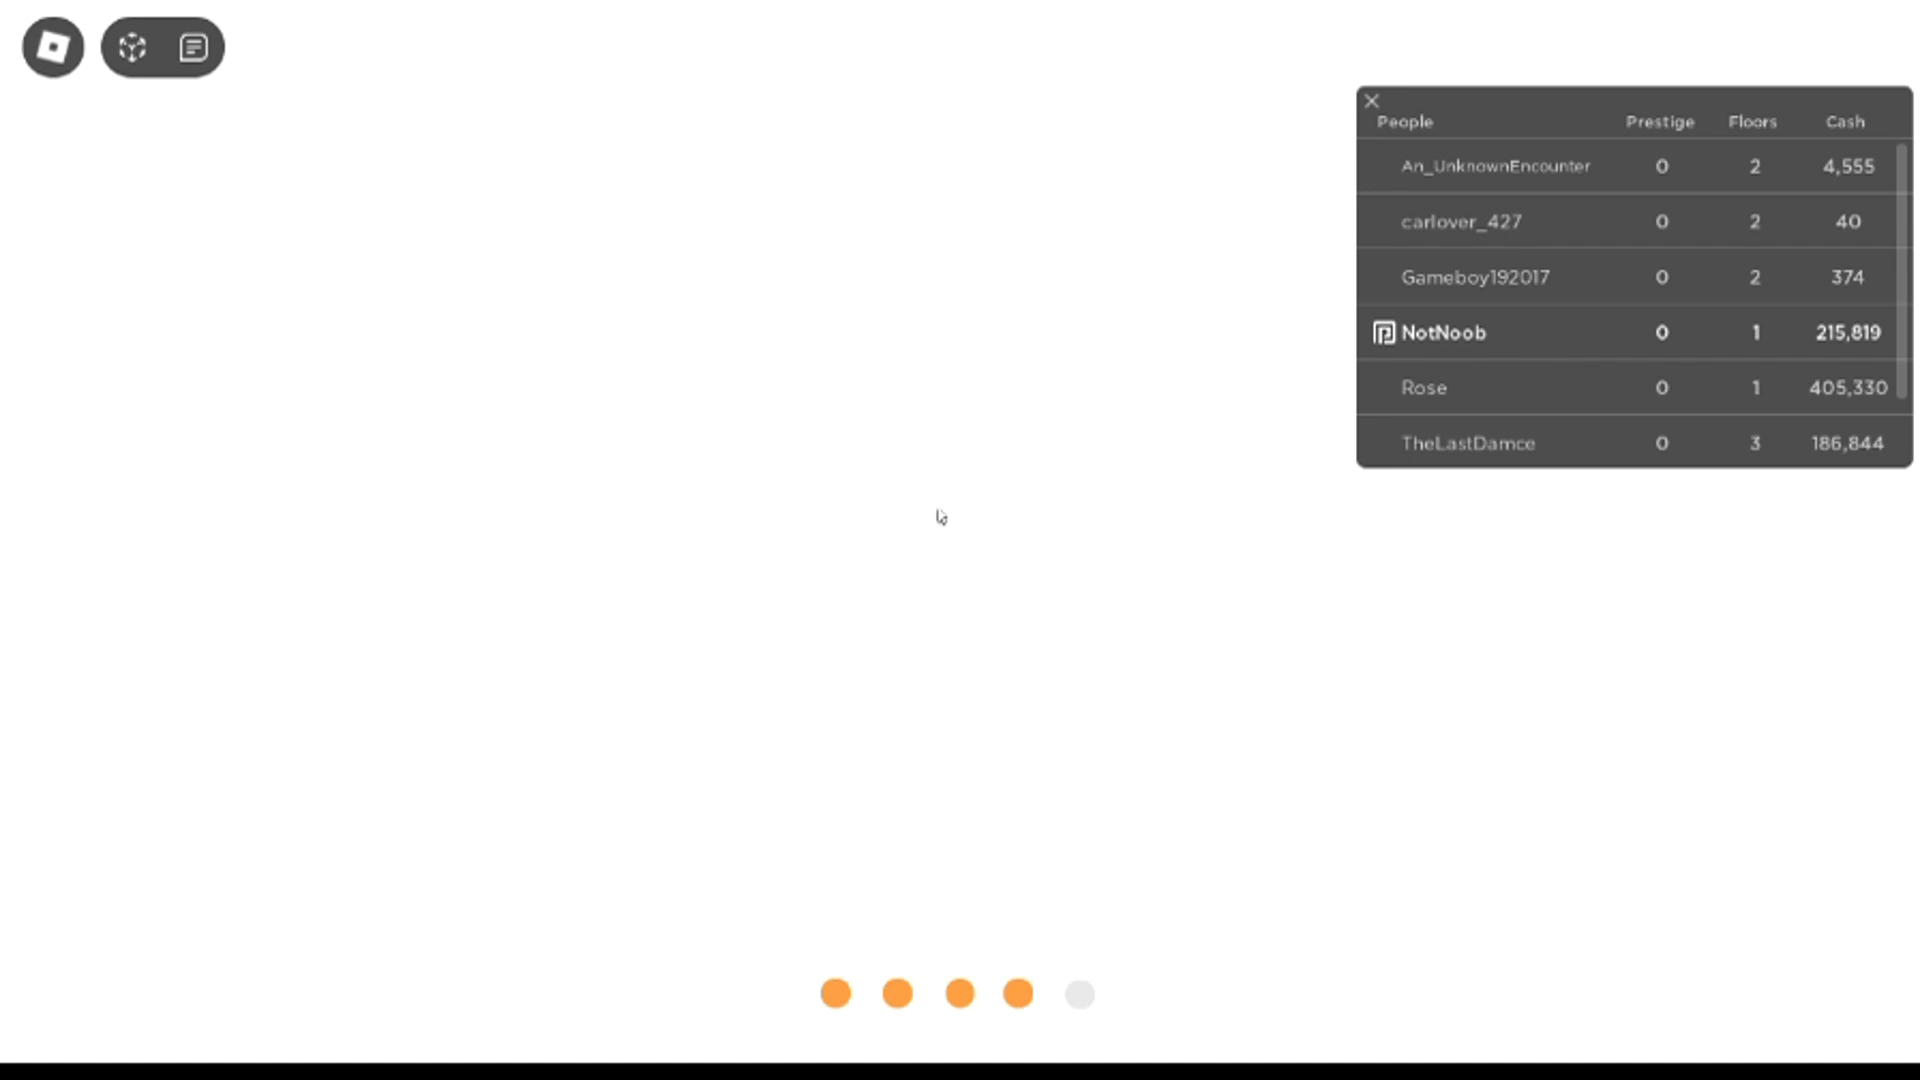 People Prestige Floors Cash
An_UnknownEncounter 0 2 4,555
carlover_427 0 2 40
Gameboy192017 0 2 374
NotNoob 0 1 215,819
Rose 0 1 405,330
TheLastDamce 0 3 186,844